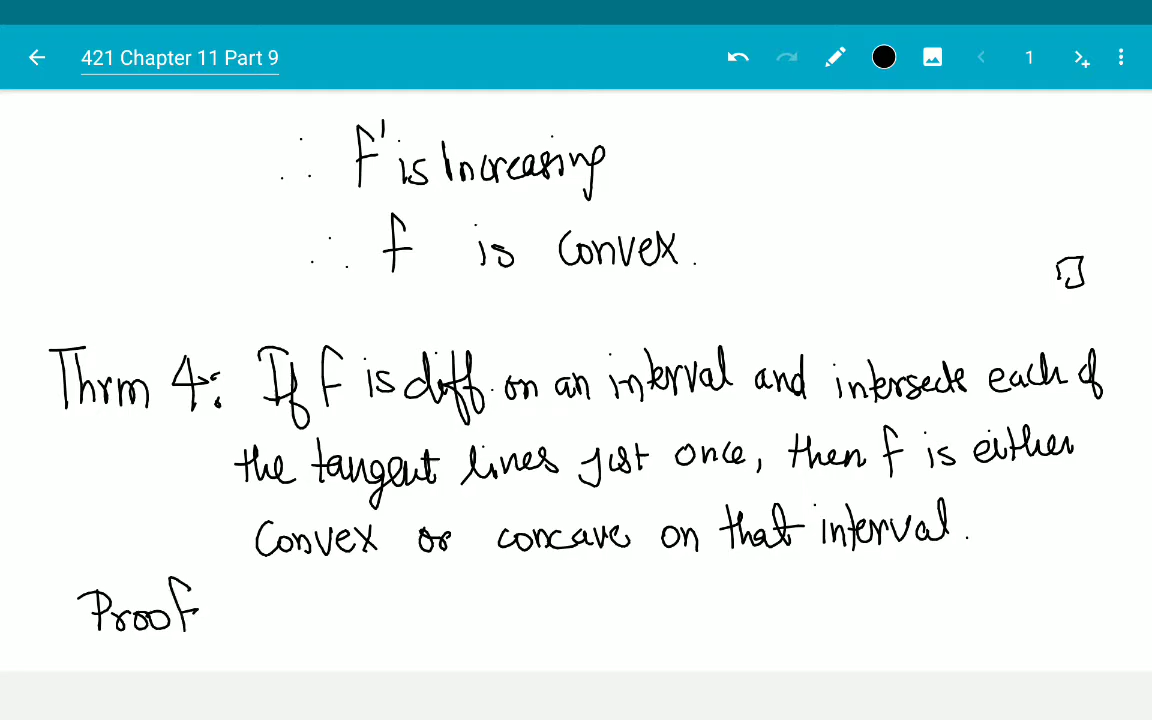 421 Chapter 11 Part 9
1
∴ f' is Increasing
∴ f is convex.
Thrm 4: If f is diff. on an interval and intersects each of
the tangent lines just once, then f is either
convex or concave on that interval.
Proof